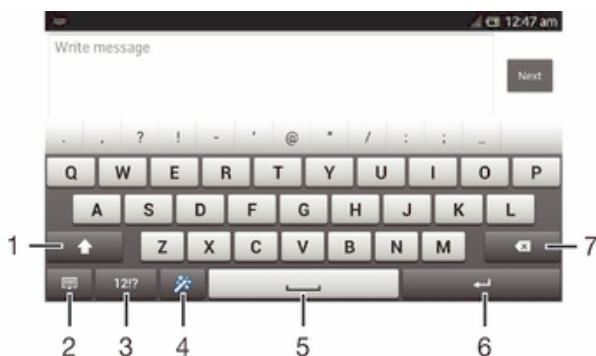 12:47 am
Write message
Next
. , ? ! - ' @ " / : ; _
Q W E R T Y U I O P
A S D F G H J K L
1 Z X C V B N M 7
12!?
2 3 4 5 6